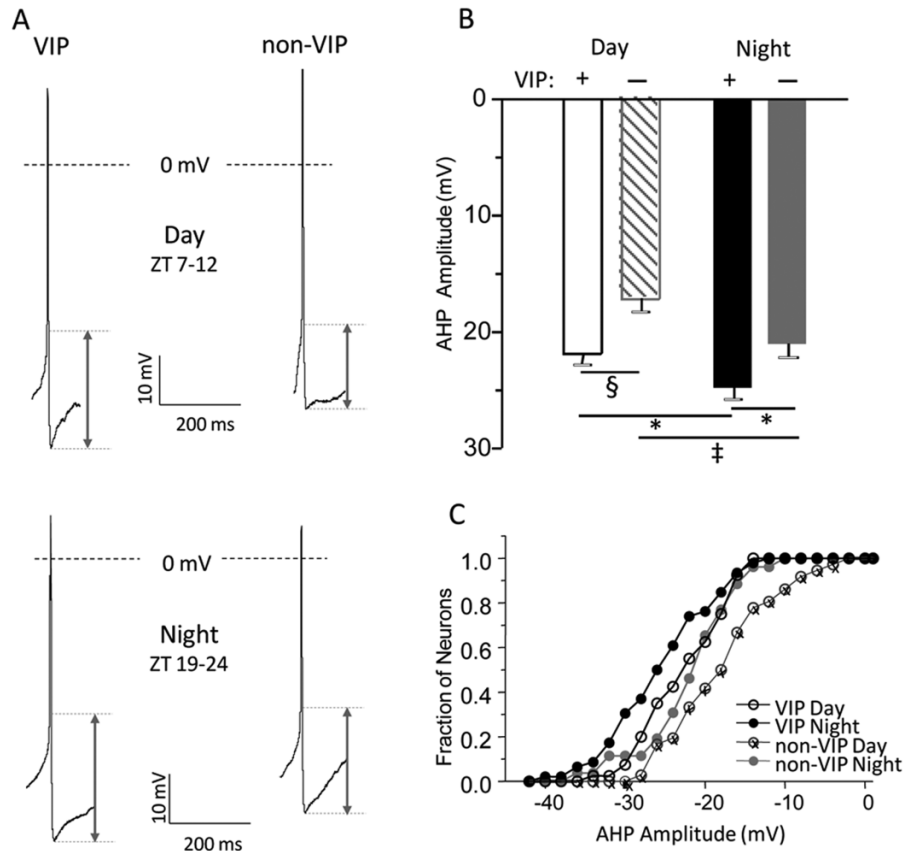 A
VIP
non-VIP
0 mV
Day
ZT 7-12
10 mV
200 ms
0 mV
Night
ZT 19-24
10 mV
200 ms
B
Day
Night
VIP: + — + —
0
10
20
30
AHP Amplitude (mV)
§
*
*
‡
C
1.0
0.8
0.6
0.4
0.2
0.0
Fraction of Neurons
VIP Day
VIP Night
non-VIP Day
non-VIP Night
-40 -30 -20 -10 0
AHP Amplitude (mV)